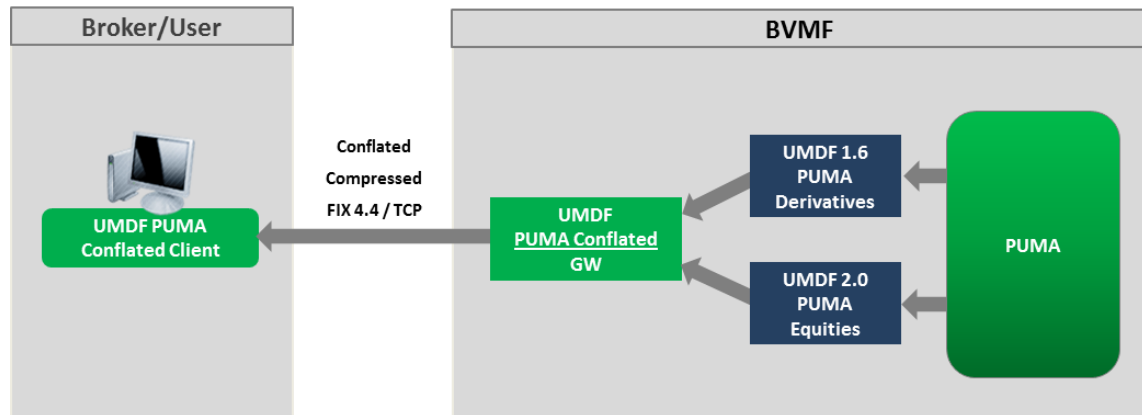 Broker/User
BVMF
Conflated
Compressed
FIX 4.4 / TCP
UMDF PUMA
Conflated Client
UMDF
PUMA Conflated
GW
UMDF 1.6
PUMA
Derivatives
UMDF 2.0
PUMA
Equities
PUMA